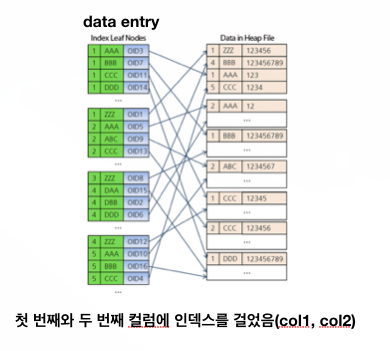 data entry
Index Leaf Nodes
Data in Heap File
1 AAA OID3
1 BBB OID7
1 CCC OID11
1 DDD OID14
...
1 ZZZ OID1
2 AAA OID5
2 ABC OID9
2 CCC OID13
...
3 ZZZ OID8
4 DAA OID15
4 DBB OID2
4 DDD OID6
...
4 ZZZ OID12
5 AAA OID10
5 BBB OID16
5 CCC OID4
...
1 ZZZ 123456
4 BBB 123456789
1 AAA 123
5 CCC 1234
...
2 AAA 12
...
1 BBB 123456789
...
2 ABC 1234567
...
1 CCC 12345
...
2 CCC 123456
...
1 DDD 123456789
...
첫 번째와 두 번째 컬럼에 인덱스를 걸었음(col1, col2)